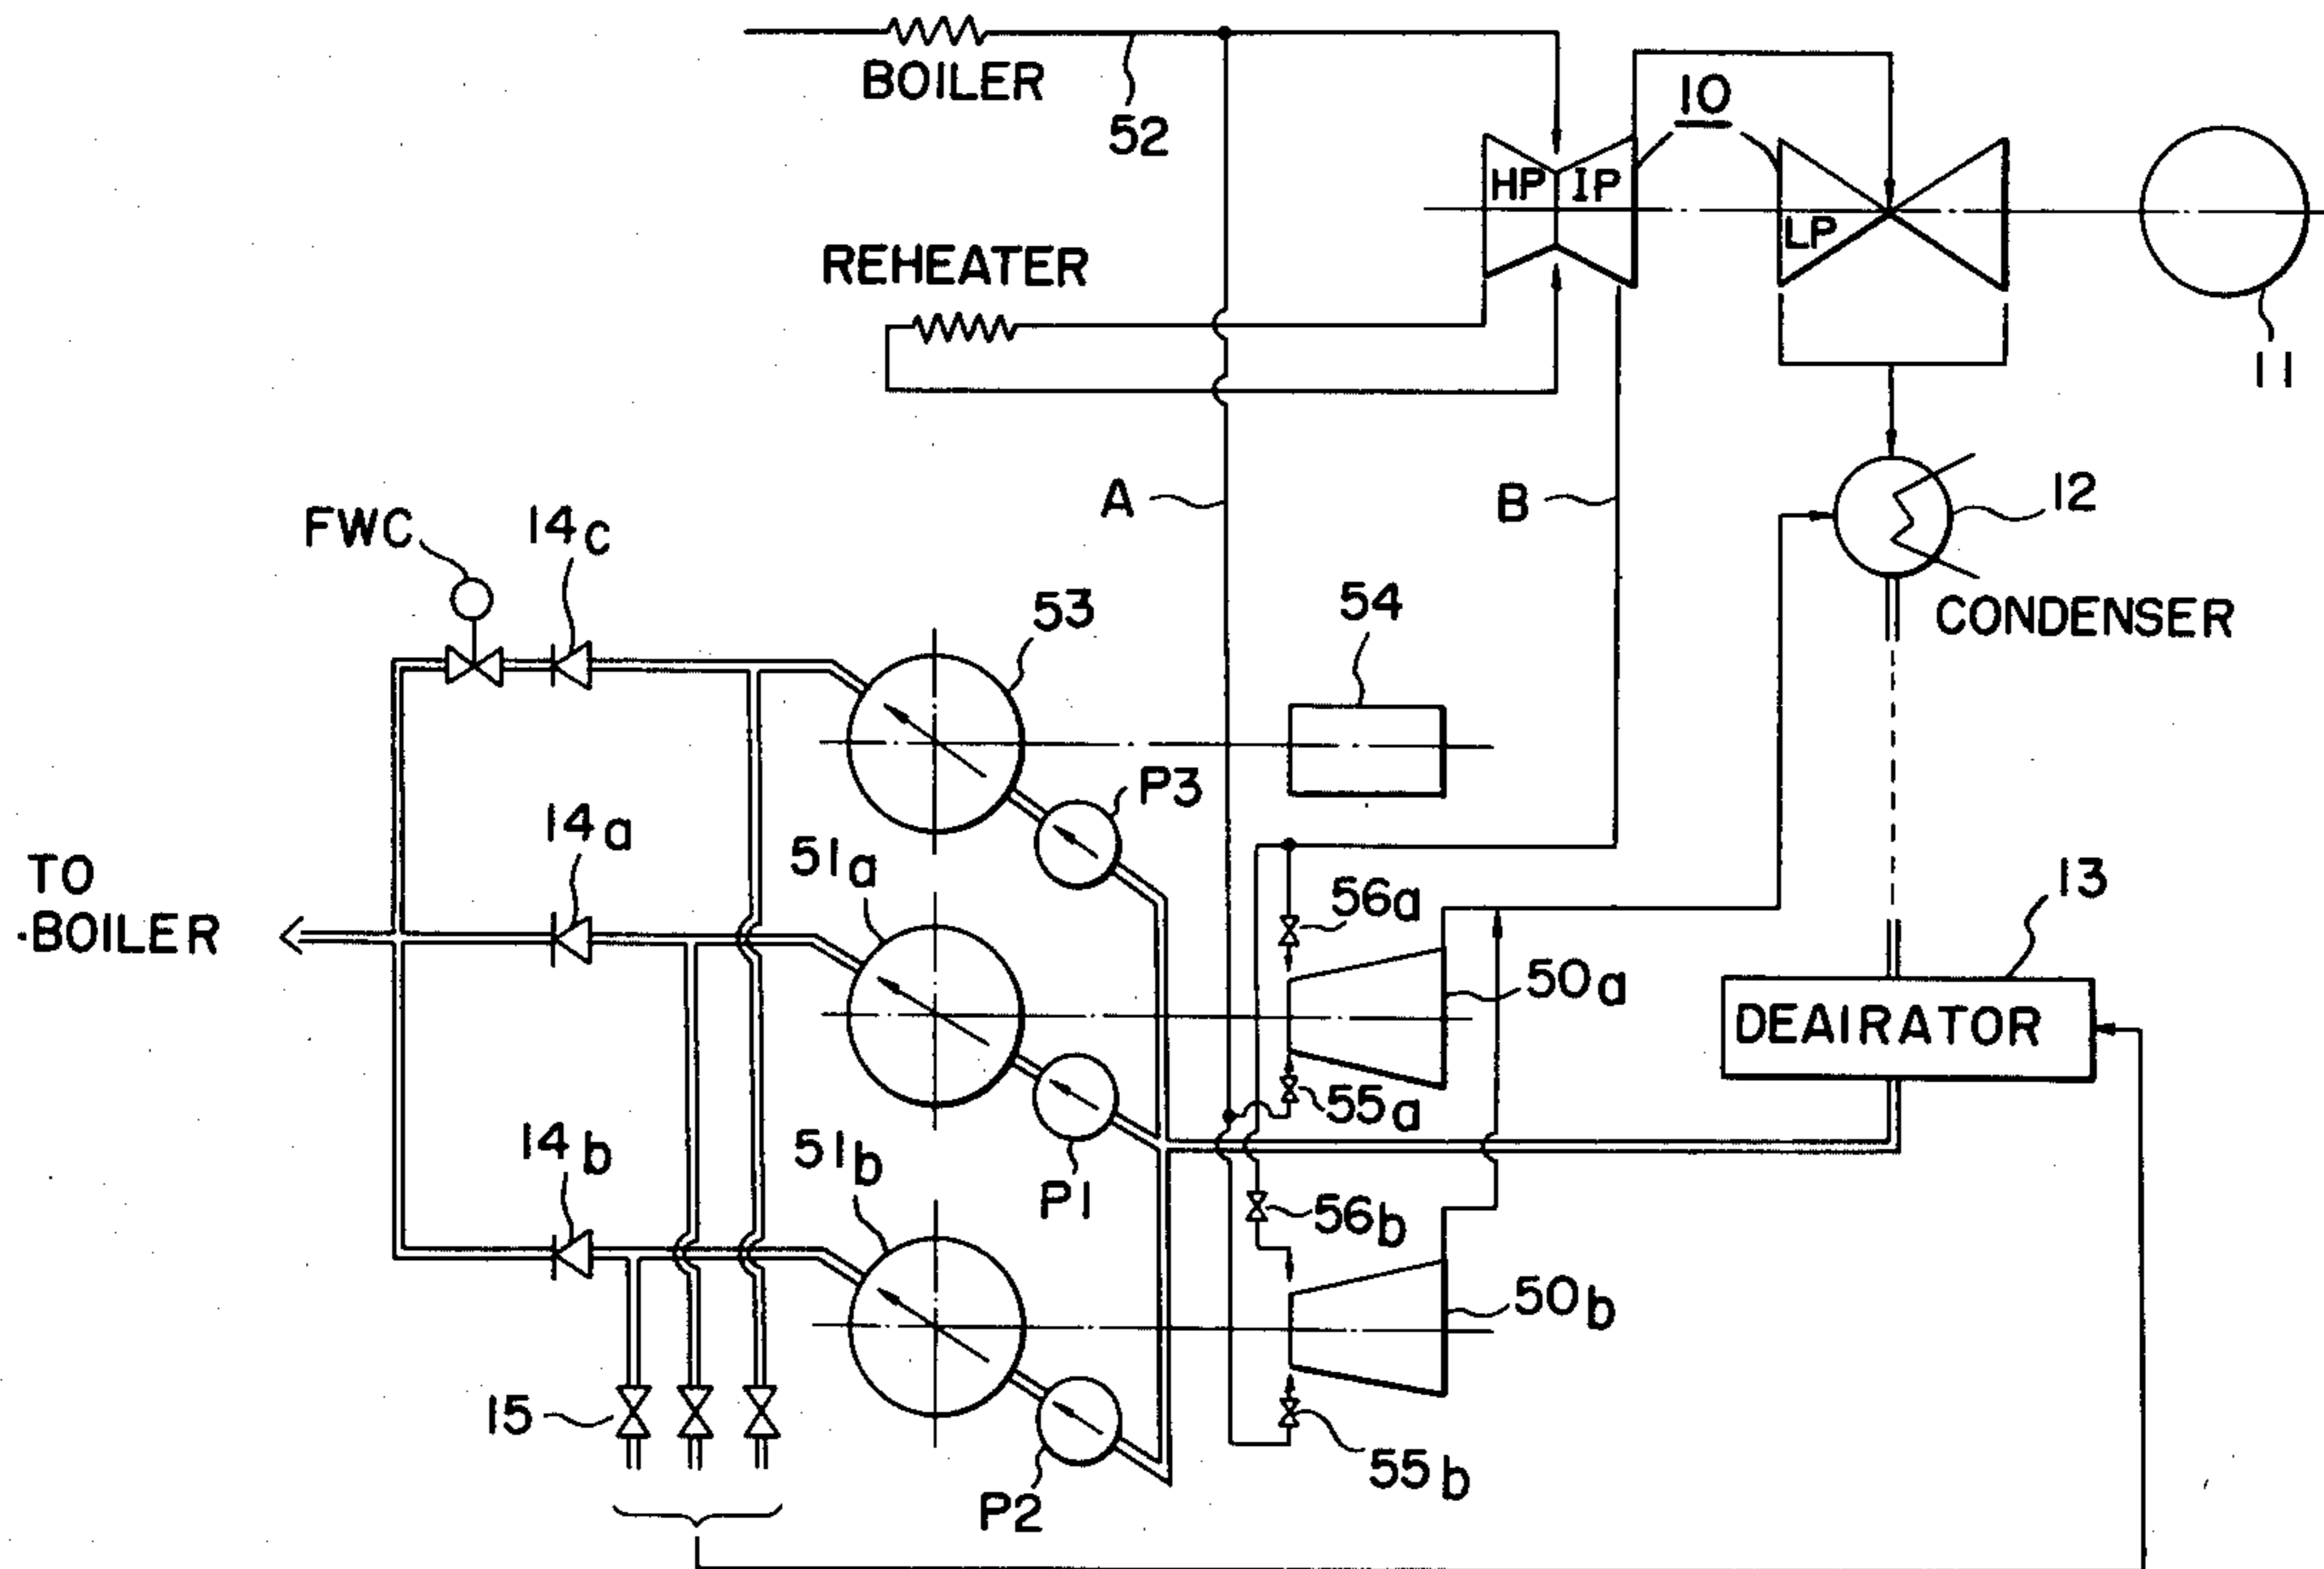 BOILER
52
10
HP
IP
LP
REHEATER
11
A
B
12
FWC
14c
53
54
CONDENSER
P3
14a
51a
TO
BOILER
56a
13
50a
DEAIRATOR
55a
14b
51b
P1
56b
50b
15
55b
P2